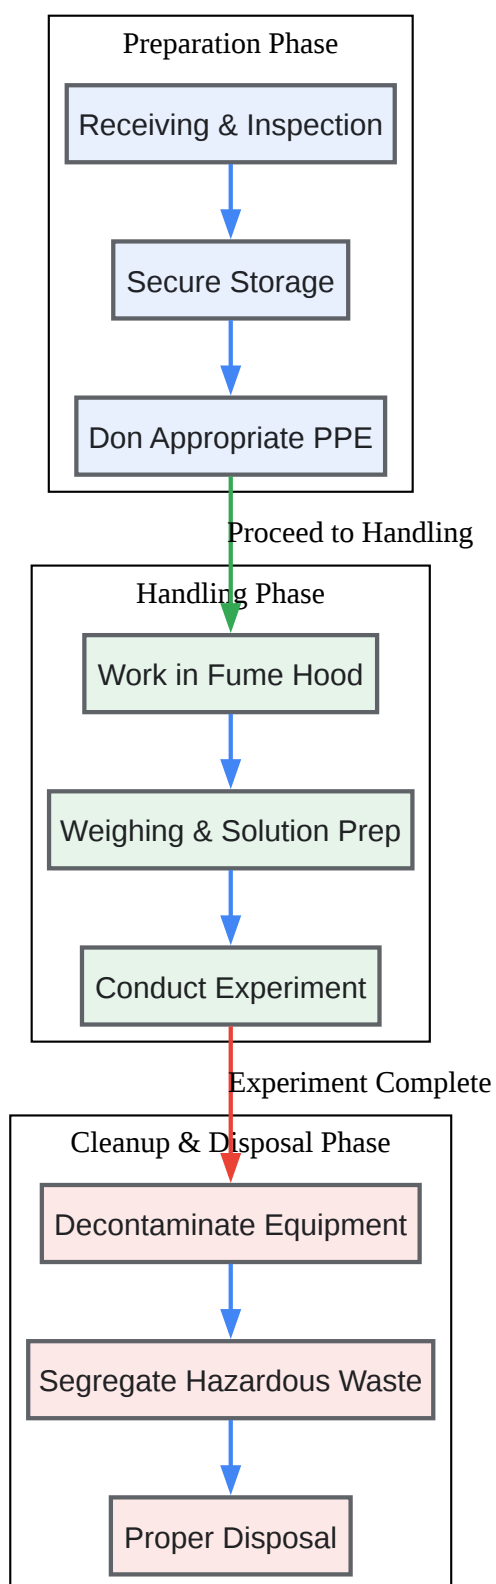 Preparation Phase
Receiving & Inspection
Secure Storage
Don Appropriate PPE
Proceed to Handling
Handling Phase
Work in Fume Hood
Weighing & Solution Prep
Conduct Experiment
Experiment Complete
Cleanup & Disposal Phase
Decontaminate Equipment
Segregate Hazardous Waste
Proper Disposal